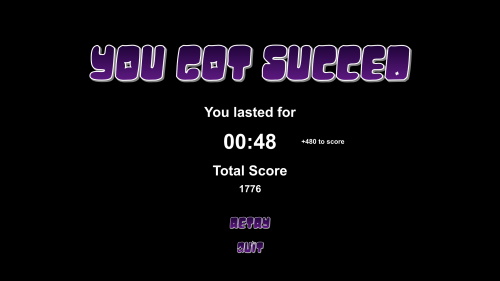 YOU GOT SUCCED
You lasted for
00:48
+480 to score
Total Score
1776
RETRY
QUIT